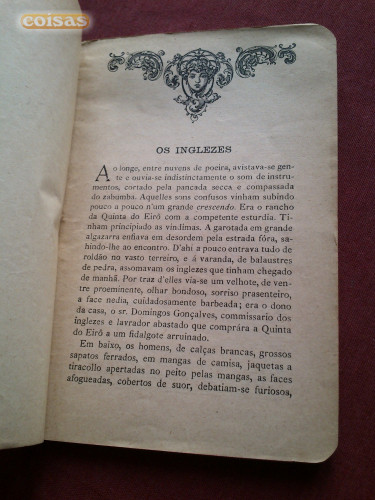 coisas
OS INGLEZES
Ao longe, entre nuvens de poeira, avistava-se gen-
te e ouvia-se indistinctamente o som de instru-
mentos, cortado pela pancada secca e compassada
do zabumba. Aquelles sons confusos vinham subindo
pouco a pouco n'um grande crescendo. Era o rancho
da Quinta do Eirô com a competente esturdia. Ti-
nham principiado as vindimas. A garotada em grande
algazarra enfiava em desordem pela estrada fóra, sa-
hindo-lhe ao encontro. D'ahi a pouco entrava tudo de
roldão no vasto terreiro, e á varanda, de balaustres
de pedra, assomavam os inglezes que tinham chegado
de manhã. Por traz d'elles via-se um velhote, de ven-
tre proeminente, olhar bondoso, sorriso prasenteiro,
a face nedia, cuidadosamente barbeada; era o dono
da casa, o sr. Domingos Gonçalves, commissario dos
inglezes e lavrador abastado que comprára a Quinta
do Eirô a um fidalgote arruinado.
Em baixo, os homens, de calças brancas, grossos
sapatos ferrados, em mangas de camisa, jaquetas a
tiracollo apertadas no peito pelas mangas, as faces
afogueadas, cobertos de suor, debatiam-se furiosos,